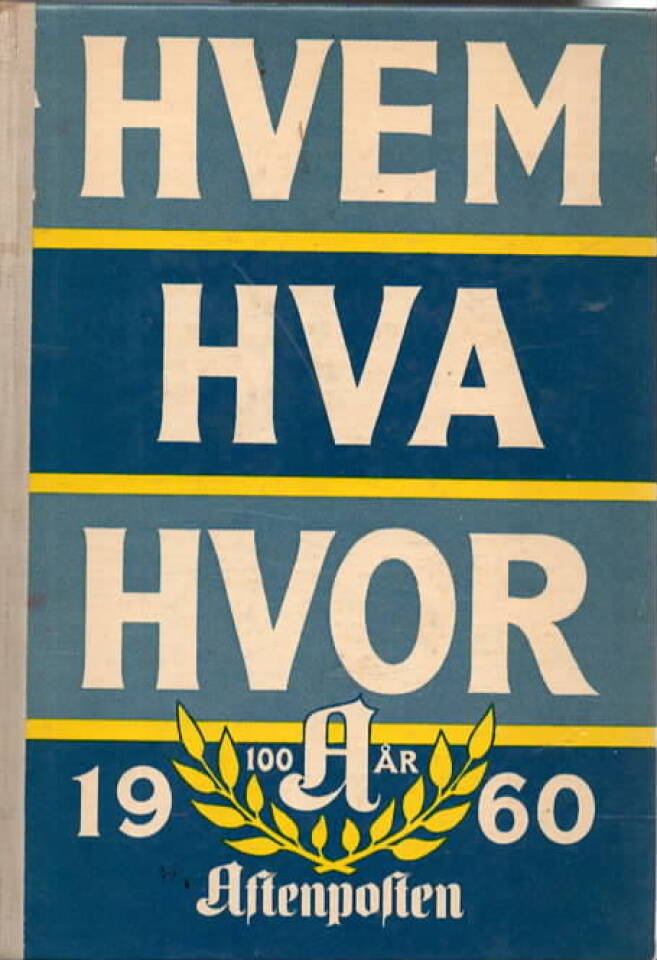 HVEM
HVA
HVOR
19 100 A ÅR 60
Aftenposten